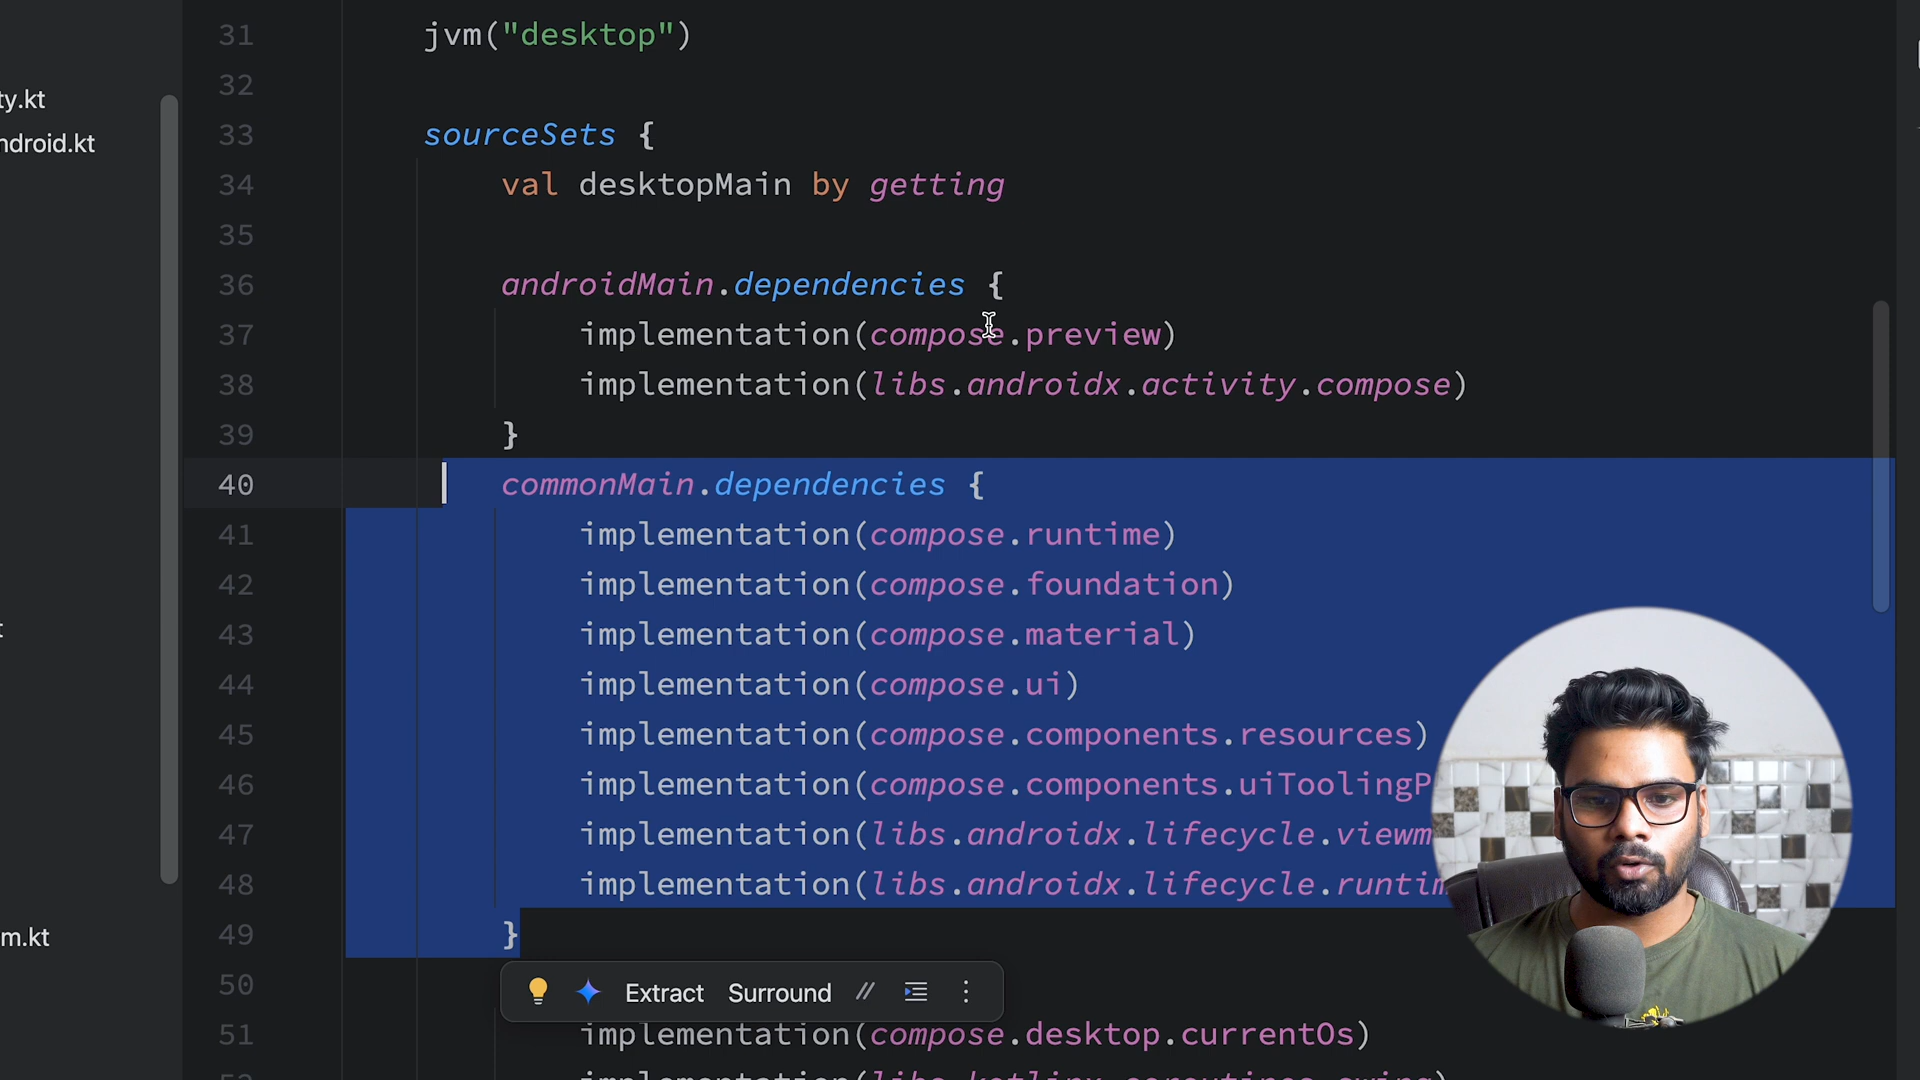 ty.kt
ndroid.kt
t
m.kt
31 jvm("desktop")
32
33 sourceSets {
34 val desktopMain by getting
35
36 androidMain.dependencies {
37 implementation(compose.preview)
38 implementation(libs.androidx.activity.compose)
39 }
40 commonMain.dependencies {
41 implementation(compose.runtime)
42 implementation(compose.foundation)
43 implementation(compose.material)
44 implementation(compose.ui)
45 implementation(compose.components.resources)
46 implementation(compose.components.uiToolingP
47 implementation(libs.androidx.lifecycle.viewm
48 implementation(libs.androidx.lifecycle.runtim
49 }
50
Extract Surround //
51 implementation(compose.desktop.currentOs)